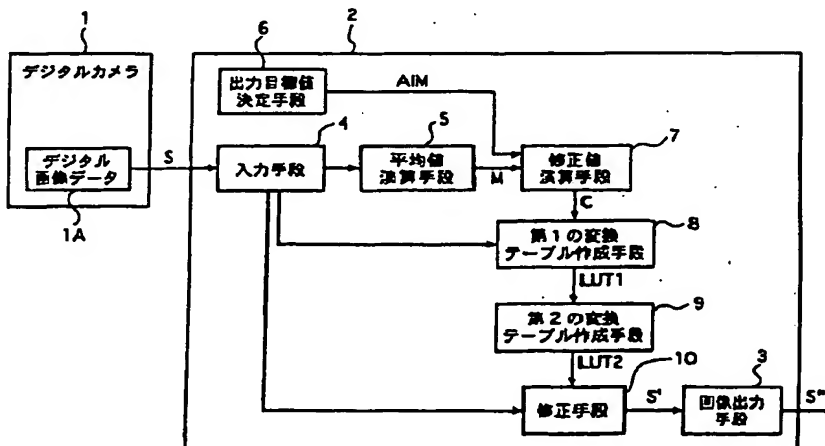 1
デジタルカメラ
デジタル
画像データ
1A
S
2
6
出力目標値
決定手段
AIM
4
入力手段
5
平均値
演算手段
M
7
修正値
演算手段
C
8
第1の変換
テーブル作成手段
LUT1
9
第2の変換
テーブル作成手段
LUT2
10
修正手段
S'
3
画像出力
手段
S"